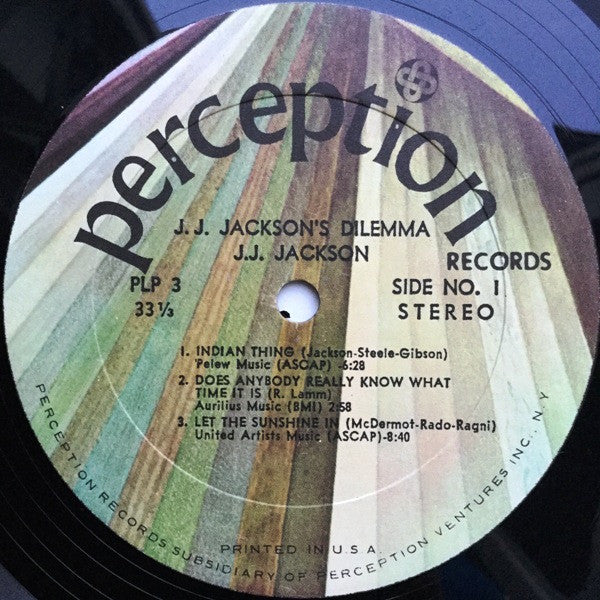 perception
RECORDS
J. J. JACKSON'S DILEMMA
J.J. JACKSON
PLP 3
33⅓
SIDE NO. 1
STEREO
1. INDIAN THING (Jackson-Steele-Gibson)
'Pelew Music (ASCAP) -6:28
2. DOES ANYBODY REALLY KNOW WHAT
TIME IT IS (R. Lamm)
Aurilius Music (BMI) 2:58
3. LET THE SUNSHINE IN (McDermot-Rado-Ragni)
United Artists Music (ASCAP)-8:40
PRINTED IN U.S.A.
PERCEPTION RECORDS SUBSIDIARY OF PERCEPTION VENTURES INC., N.Y.